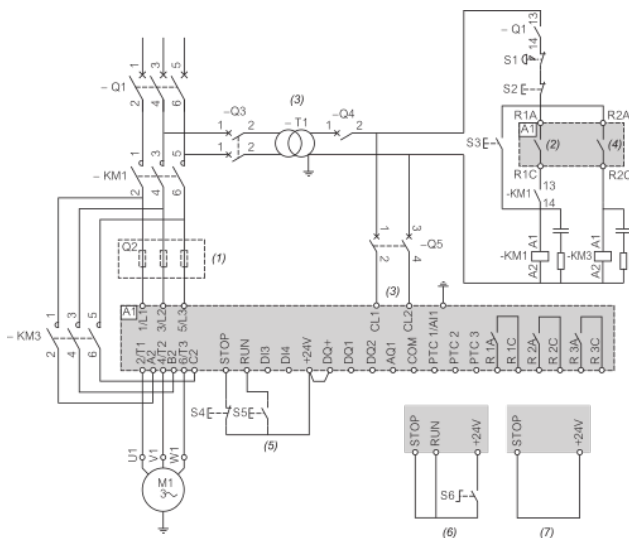 1 3 5
– Q1
2 4 6
– KM1
1 3 5
2 4 6
Q2
(1)
–Q3
1 2
1 2
(3)
– T1
–Q4
1 2
1 3
–Q5
2 4
(3)
13
– Q1
14
13
S1
14
S2
R1A R2A
A1
S3
(2) (4)
R1C R2C
13
-KM1
14
A1 A1
-KM1 -KM3
A2 A2
– KM3
1 3 5
2 4 6
A1
1/L1 3/L2 5/L3 CL1 CL2 PTC 1/AI1
2/T1 A2 4/T2 B2 6/T3 C2 STOP RUN DI3 DI4 +24V DQ+ DQ1 DQ2 AQ1 COM PTC 2 PTC 3 R 1A R 1C R 2A R 2C R 3A R 3C
S4 S5
(5)
U1 V1 W1
M1
3
STOP RUN +24V
S6
(6)
STOP +24V
(7)